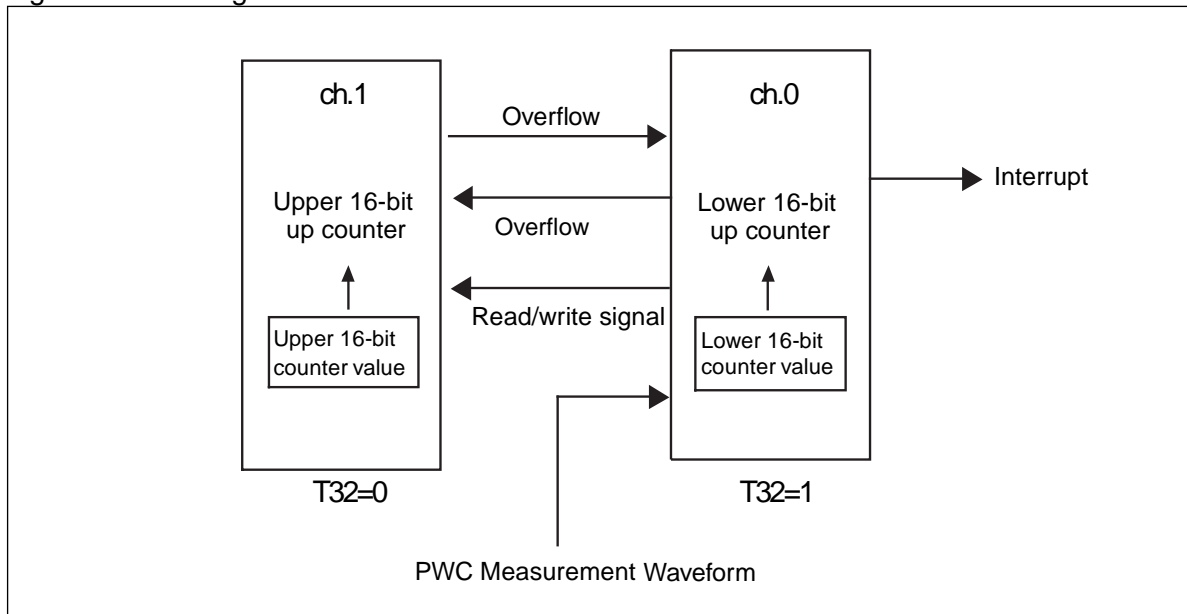 ch.1
Upper 16-bit
up counter
Upper 16-bit
counter value
T32=0
Overflow
Overflow
Read/write signal
ch.0
Lower 16-bit
up counter
Lower 16-bit
counter value
T32=1
Interrupt
PWC Measurement Waveform